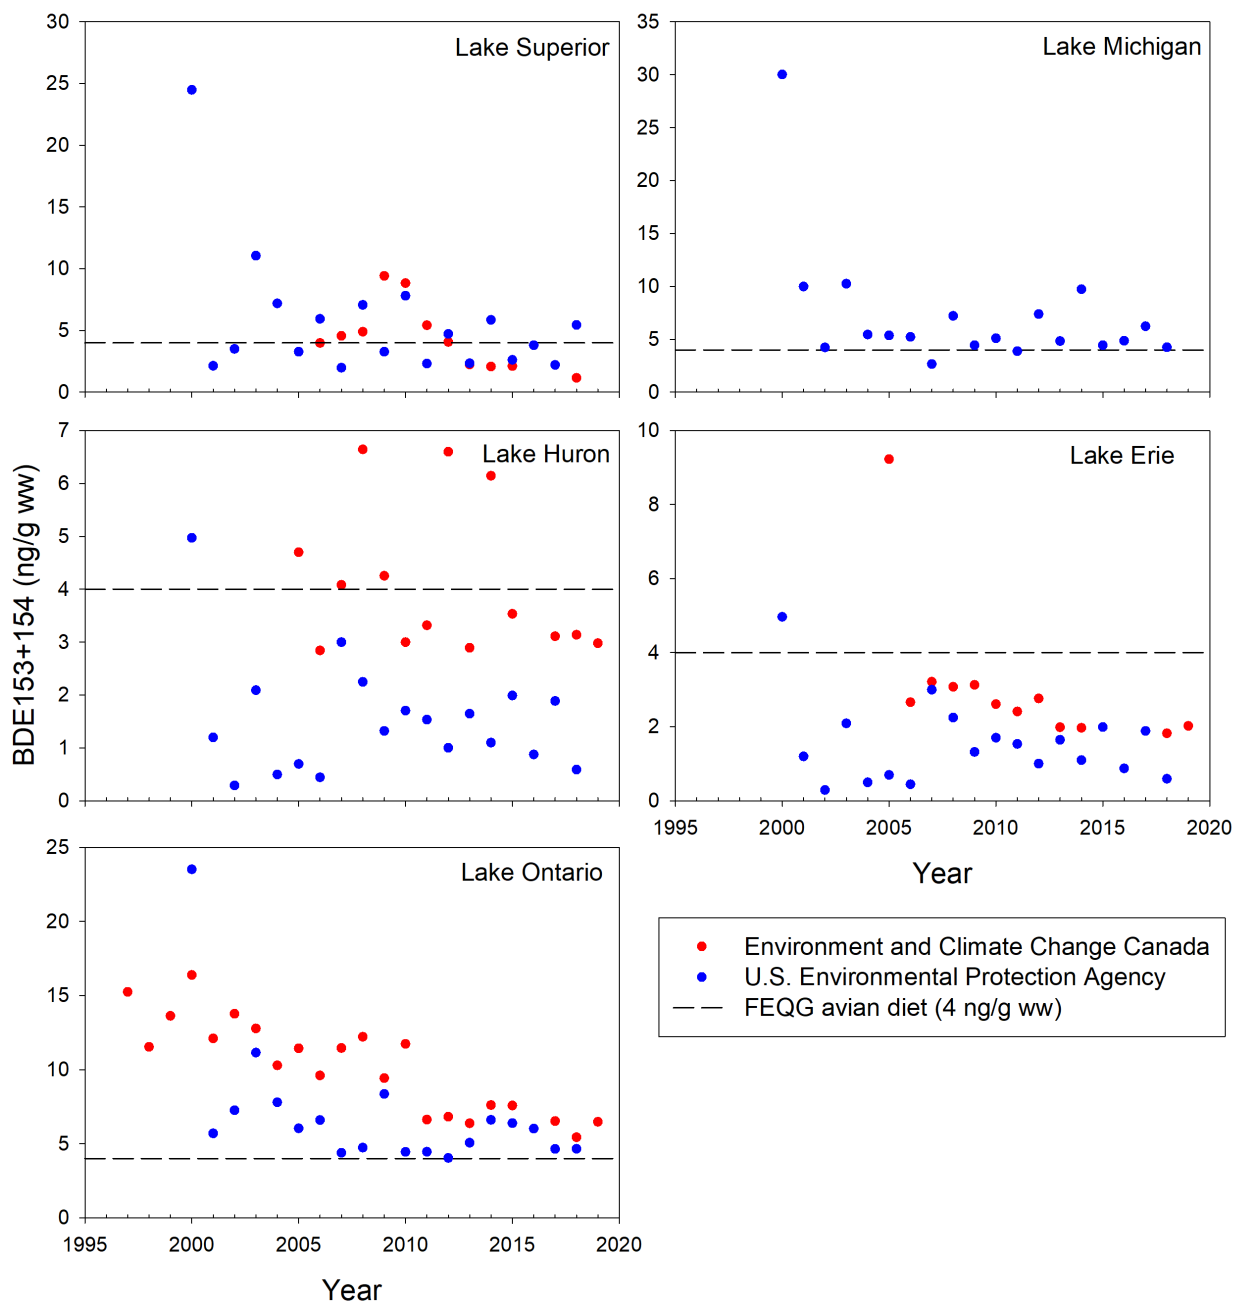 Lake Superior
30
25
20
15
10
5
0
Lake Michigan
35
30
25
20
15
10
5
0
BDE153+154 (ng/g ww)
Lake Huron
7
6
5
4
3
2
1
0
Lake Erie
10
8
6
4
2
0
1995 2000 2005 2010 2015 2020
Year
Lake Ontario
25
20
15
10
5
0
1995 2000 2005 2010 2015 2020
Year
Environment and Climate Change Canada
U.S. Environmental Protection Agency
FEQG avian diet (4 ng/g ww)